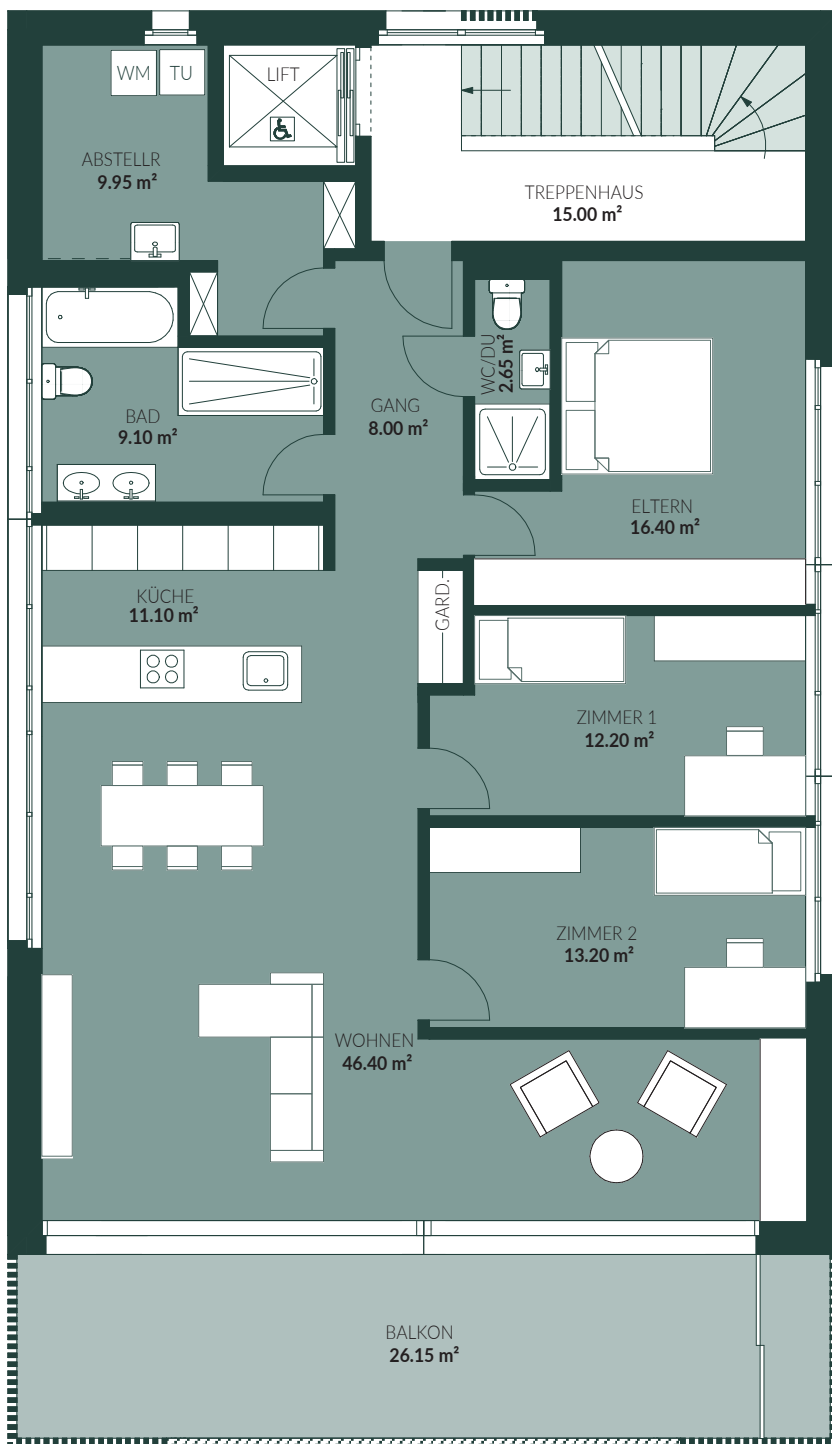 WM TU
LIFT
ABSTELLR
9.95 m²
TREPPENHAUS
15.00 m²
WC/DU
2.65 m²
GANG
8.00 m²
BAD
9.10 m²
ELTERN
16.40 m²
KÜCHE
11.10 m²
GARD.
ZIMMER 1
12.20 m²
ZIMMER 2
13.20 m²
WOHNEN
46.40 m²
BALKON
26.15 m²